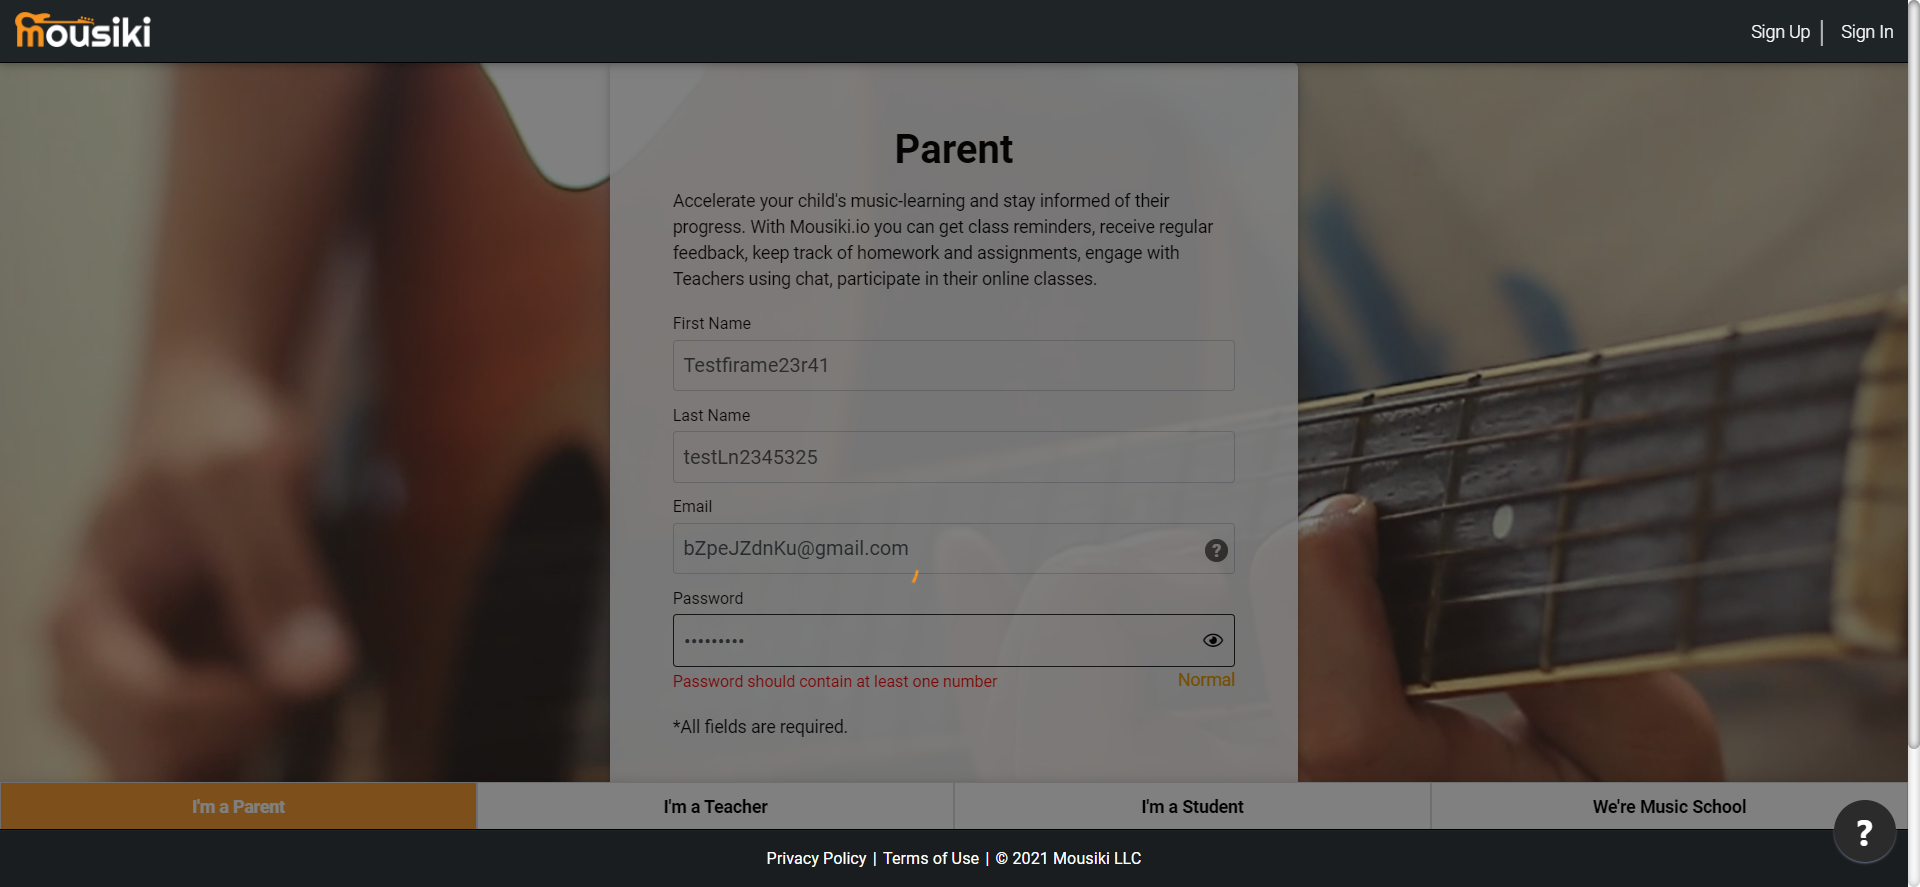 mousiki
Sign Up | Sign In
Parent
Accelerate your child's music-learning and stay informed of their
progress. With Mousiki.io you can get class reminders, receive regular
feedback, keep track of homework and assignments, engage with
Teachers using chat, participate in their online classes.
First Name
Testfirame23r41
Last Name
testLn2345325
Email
bZpeJZdnKu@gmail.com
?
Password
•••••••••
Password should contain at least one number
Normal
*All fields are required.
I'm a Parent
I'm a Teacher
I'm a Student
We're Music School
?
Privacy Policy | Terms of Use | © 2021 Mousiki LLC